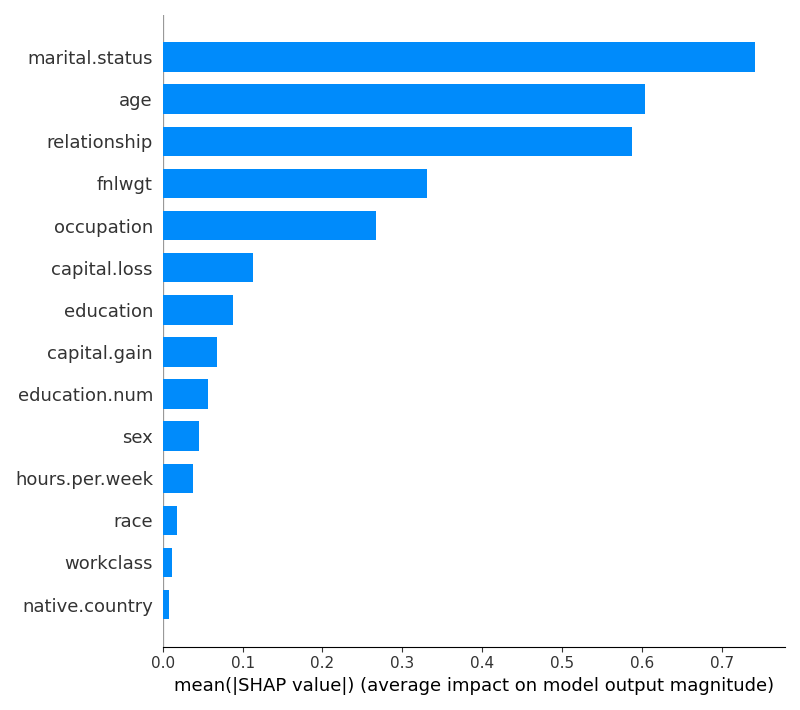 marital.status
age
relationship
fnlwgt
occupation
capital.loss
education
capital.gain
education.num
sex
hours.per.week
race
workclass
native.country
0.0 0.1 0.2 0.3 0.4 0.5 0.6 0.7
mean(|SHAP value|) (average impact on model output magnitude)